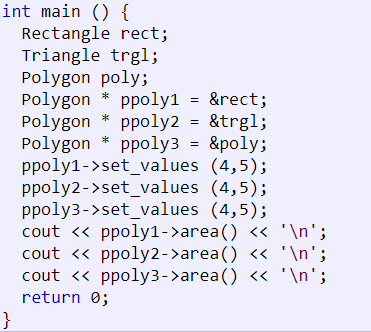 int main () {
  Rectangle rect;
  Triangle trgl;
  Polygon poly;
  Polygon * ppoly1 = &rect;
  Polygon * ppoly2 = &trgl;
  Polygon * ppoly3 = &poly;
  ppoly1->set_values (4,5);
  ppoly2->set_values (4,5);
  ppoly3->set_values (4,5);
  cout << ppoly1->area() << '\n';
  cout << ppoly2->area() << '\n';
  cout << ppoly3->area() << '\n';
  return 0;
}